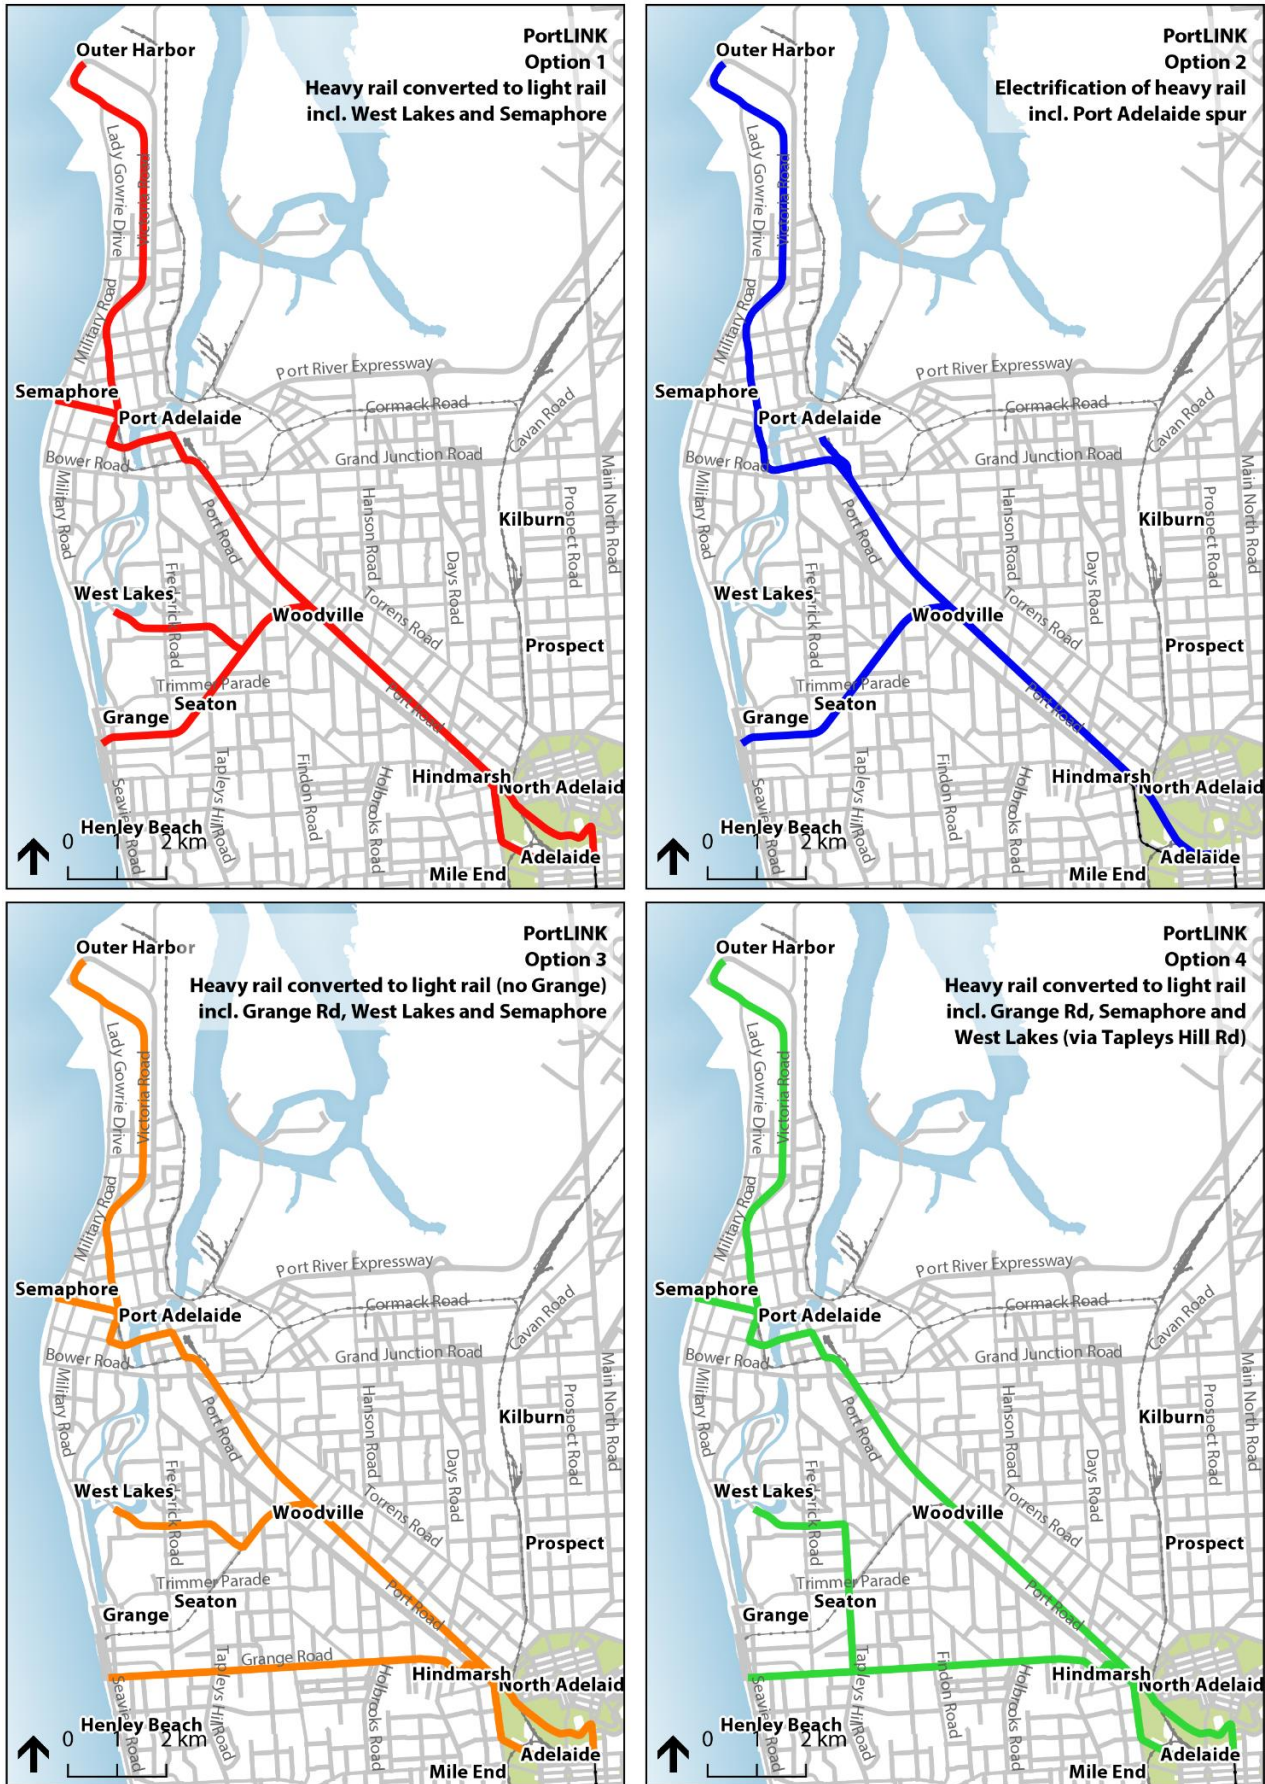 PortLINK
Option 1
Heavy rail converted to light rail
incl. West Lakes and Semaphore
Outer Harbor
Lady Gowrie Drive
Victoria Road
Military Road
Semaphore
Port Adelaide
Port River Expressway
Cormack Road
Cavan Road
Bower Road
Grand Junction Road
Main North Road
Military Road
Port Road
Hanson Road
Kilburn
Prospect Road
Days Road
West Lakes
Frederick Road
Woodville
Torrens Road
Prospect
Trimmer Parade
Seaton
Port Road
Grange
Tapleys Hill Road
Findon Road
Holbrooks Road
Hindmarsh
North Adelaid
Seaview Road
Henley Beach
0 1 2 km
Adelaide
Mile End
PortLINK
Option 2
Electrification of heavy rail
incl. Port Adelaide spur
Outer Harbor
Lady Gowrie Drive
Victoria Road
Military Road
Semaphore
Port Adelaide
Port River Expressway
Cormack Road
Cavan Road
Bower Road
Grand Junction Road
Main North Road
Military Road
Port Road
Hanson Road
Kilburn
Prospect Road
Days Road
West Lakes
Frederick Road
Woodville
Torrens Road
Prospect
Trimmer Parade
Seaton
Port Road
Grange
Tapleys Hill Road
Findon Road
Holbrooks Road
Hindmarsh
North Adelaid
Seaview Road
Henley Beach
0 1 2 km
Adelaide
Mile End
PortLINK
Option 3
Heavy rail converted to light rail (no Grange)
incl. Grange Rd, West Lakes and Semaphore
Outer Harbor
Lady Gowrie Drive
Victoria Road
Military Road
Semaphore
Port Adelaide
Port River Expressway
Cormack Road
Cavan Road
Bower Road
Grand Junction Road
Main North Road
Military Road
Port Road
Hanson Road
Kilburn
Prospect Road
Days Road
West Lakes
Frederick Road
Woodville
Torrens Road
Prospect
Trimmer Parade
Seaton
Port Road
Grange
Grange Road
Tapleys Hill Road
Holbrooks Road
Hindmarsh
North Adelaid
Seaview Road
Henley Beach
0 1 2 km
Adelaide
Mile End
PortLINK
Option 4
Heavy rail converted to light rail
incl. Grange Rd, Semaphore and
West Lakes (via Tapleys Hill Rd)
Outer Harbor
Lady Gowrie Drive
Victoria Road
Military Road
Semaphore
Port Adelaide
Port River Expressway
Cormack Road
Cavan Road
Bower Road
Grand Junction Road
Main North Road
Military Road
Port Road
Hanson Road
Kilburn
Prospect Road
Days Road
West Lakes
Frederick Road
Woodville
Torrens Road
Prospect
Trimmer Parade
Seaton
Port Road
Grange
Tapleys Hill Road
Findon Road
Holbrooks Road
Hindmarsh
North Adelaid
Seaview Road
Henley Beach
0 1 2 km
Adelaide
Mile End